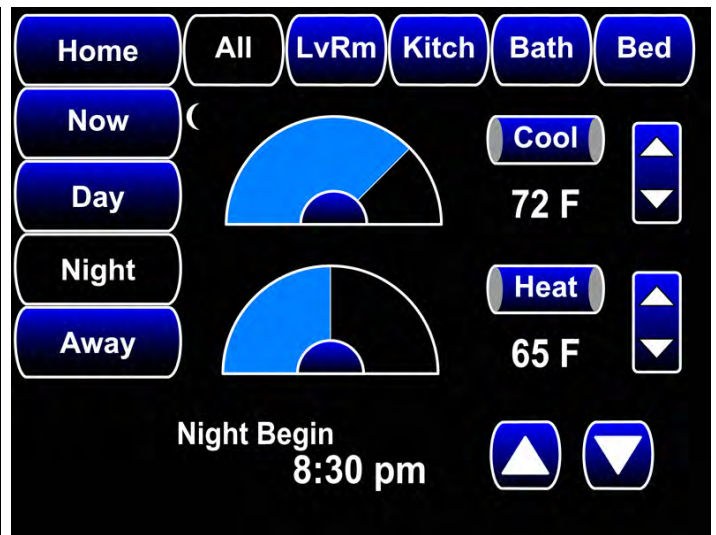 Home All LvRm Kitch Bath Bed
Now
Day
Night
Away
Cool
72 F
Heat
65 F
Night Begin
8:30 pm